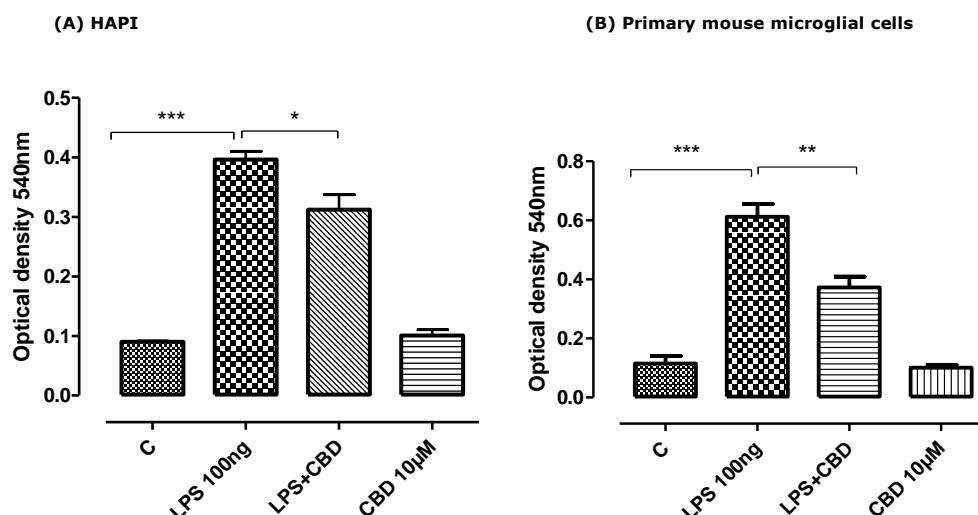 (A) HAPI
Optical density 540nm
0.5
0.4
0.3
0.2
0.1
0.0
***
*
C
LPS 100ng
LPS+CBD
CBD 10µM
(B) Primary mouse microglial cells
Optical density 540nm
0.8
0.6
0.4
0.2
0.0
***
**
C
LPS 100ng
LPS+CBD
CBD 10µM